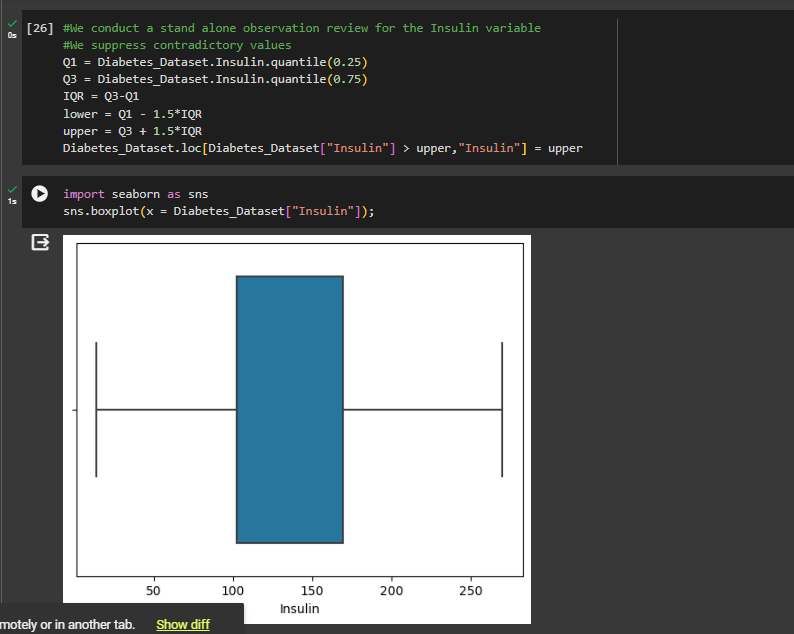 [26] #We conduct a stand alone observation review for the Insulin variable
0s
#We suppress contradictory values
Q1 = Diabetes_Dataset.Insulin.quantile(0.25)
Q3 = Diabetes_Dataset.Insulin.quantile(0.75)
IQR = Q3-Q1
lower = Q1 - 1.5*IQR
upper = Q3 + 1.5*IQR
Diabetes_Dataset.loc[Diabetes_Dataset["Insulin"] > upper,"Insulin"] = upper
1s
import seaborn as sns
sns.boxplot(x = Diabetes_Dataset["Insulin"]);
50 100 150 200 250
Insulin
motely or in another tab. Show diff